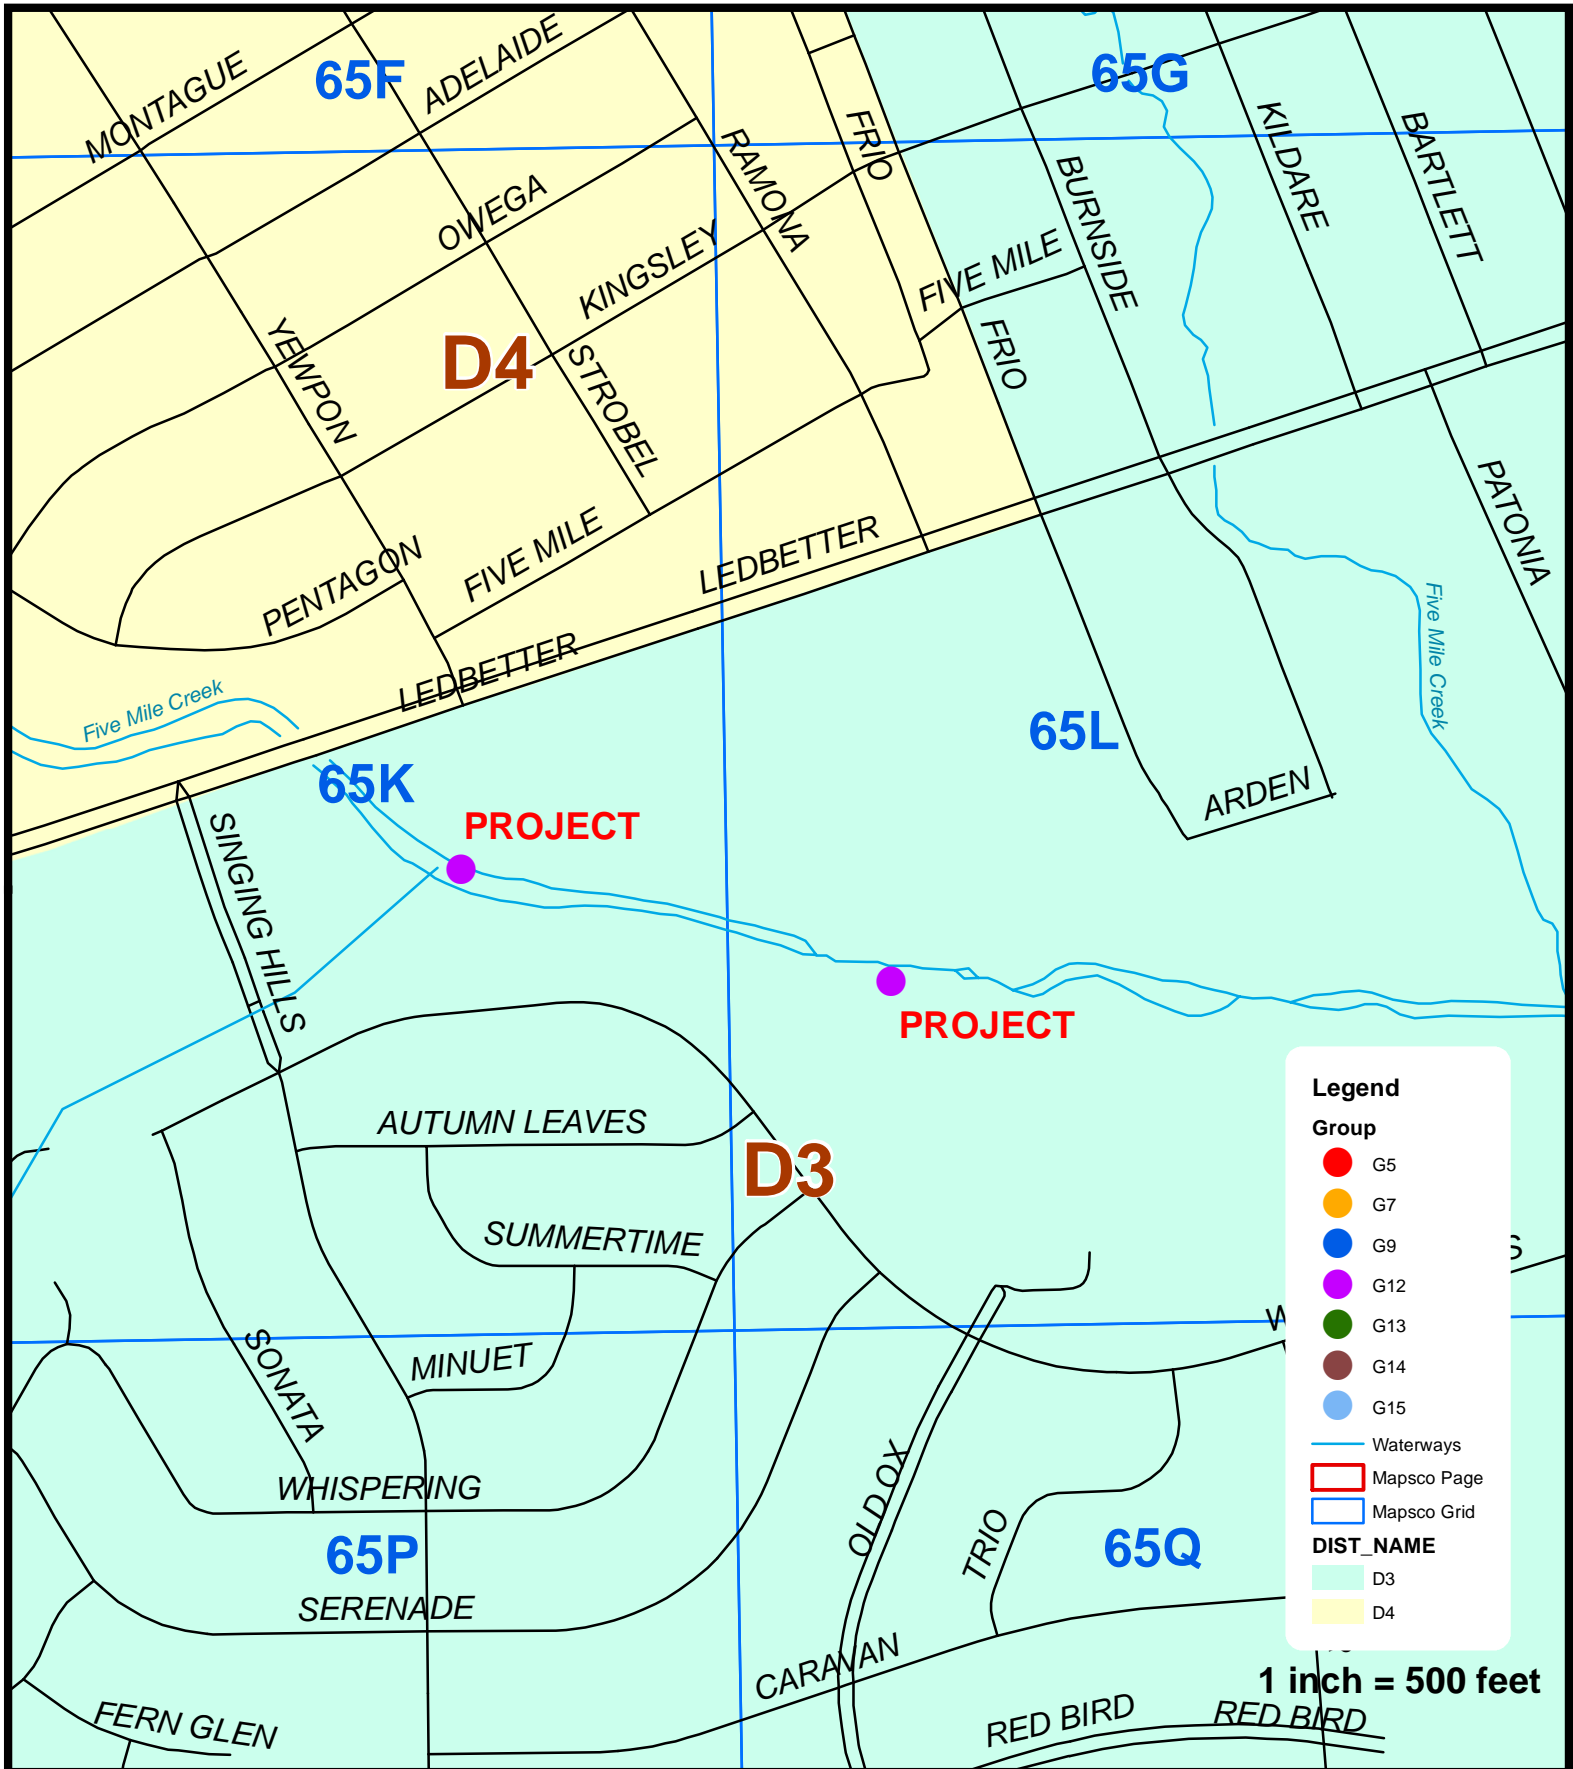 65F
65G
MONTAGUE
ADELAIDE
FRIO
RAMONA
KILDARE
BARTLETT
BURNSIDE
OWEGA
KINGSLEY
FIVE MILE
FRIO
YEWPON
D4
STROBEL
PATONIA
PENTAGON
FIVE MILE
LEDBETTER
LEDBETTER
Five Mile Creek
Five Mile Creek
65L
65K
ARDEN
PROJECT
SINGING HILLS
PROJECT
AUTUMN LEAVES
D3
SUMMERTIME
MINUET
SONATA
WHISPERING
OLD OX
TRIO
65P
65Q
SERENADE
CARAVAN
FERN GLEN
RED BIRD
RED BIRD
W
S
Legend
Group
G5
G7
G9
G12
G13
G14
G15
Waterways
Mapsco Page
Mapsco Grid
DIST_NAME
D3
D4
1 inch = 500 feet